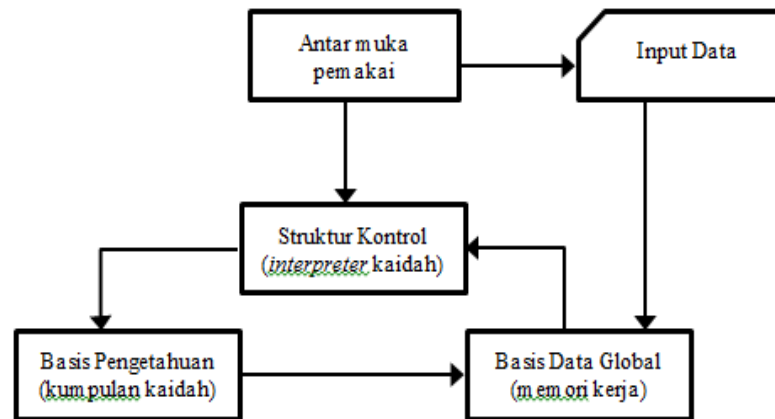 Antar muka
pemakai
Input Data
Struktur Kontrol
(interpreter kaidah)
Basis Pengetahuan
(kumpulan kaidah)
Basis Data Global
(memori kerja)